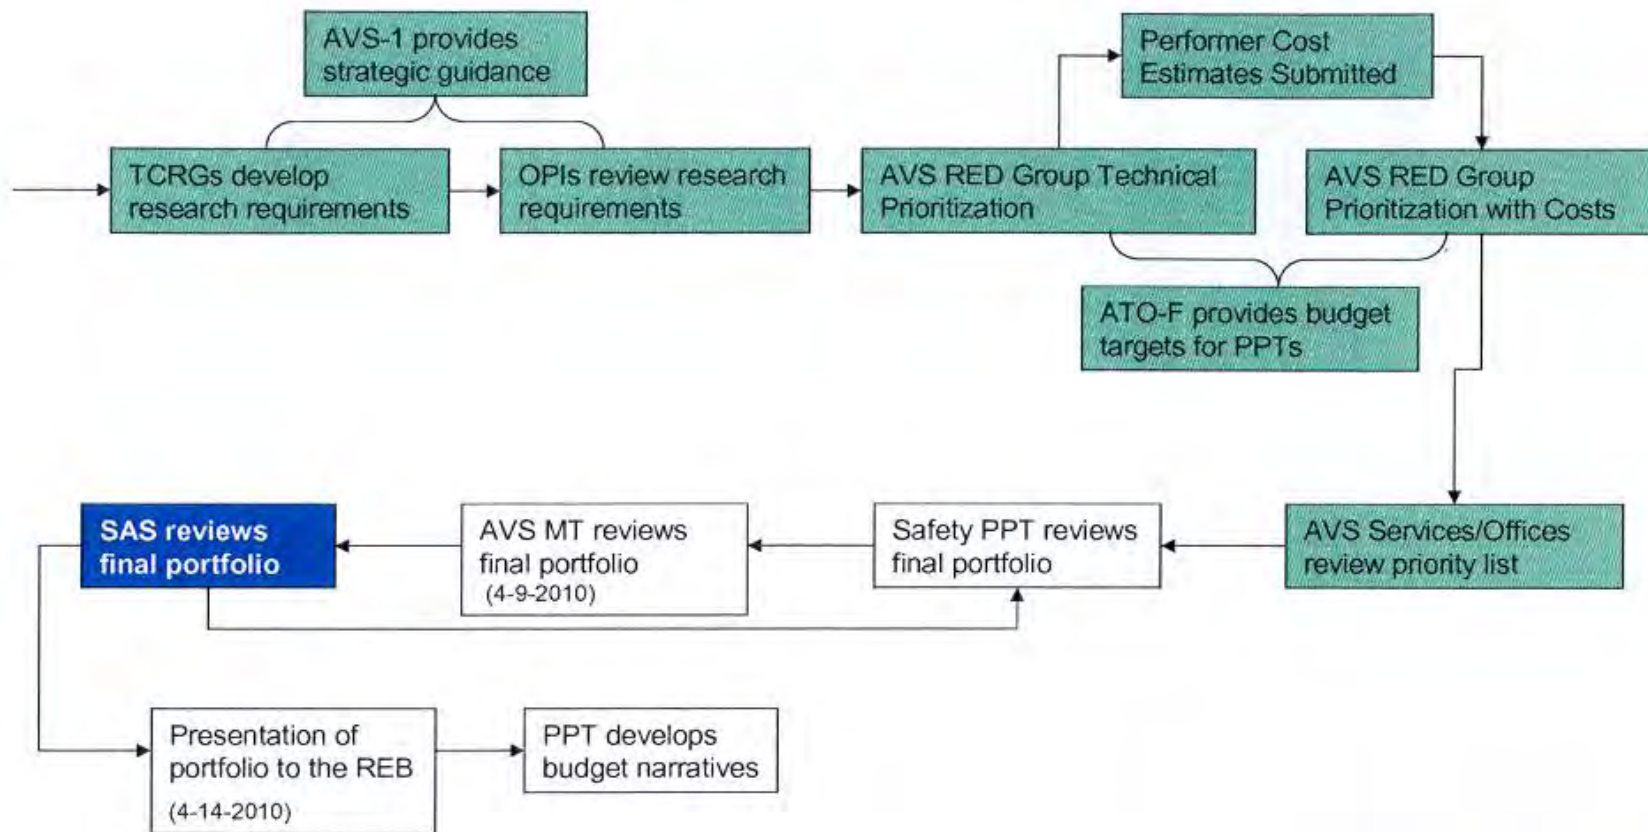 AVS-1 provides
strategic guidance
Performer Cost
Estimates Submitted
TCRGs develop
research requirements
OPIs review research
requirements
AVS RED Group Technical
Prioritization
AVS RED Group
Prioritization with Costs
ATO-F provides budget
targets for PPTs
SAS reviews
final portfolio
AVS MT reviews
final portfolio
(4-9-2010)
Safety PPT reviews
final portfolio
AVS Services/Offices
review priority list
Presentation of
portfolio to the REB
(4-14-2010)
PPT develops
budget narratives